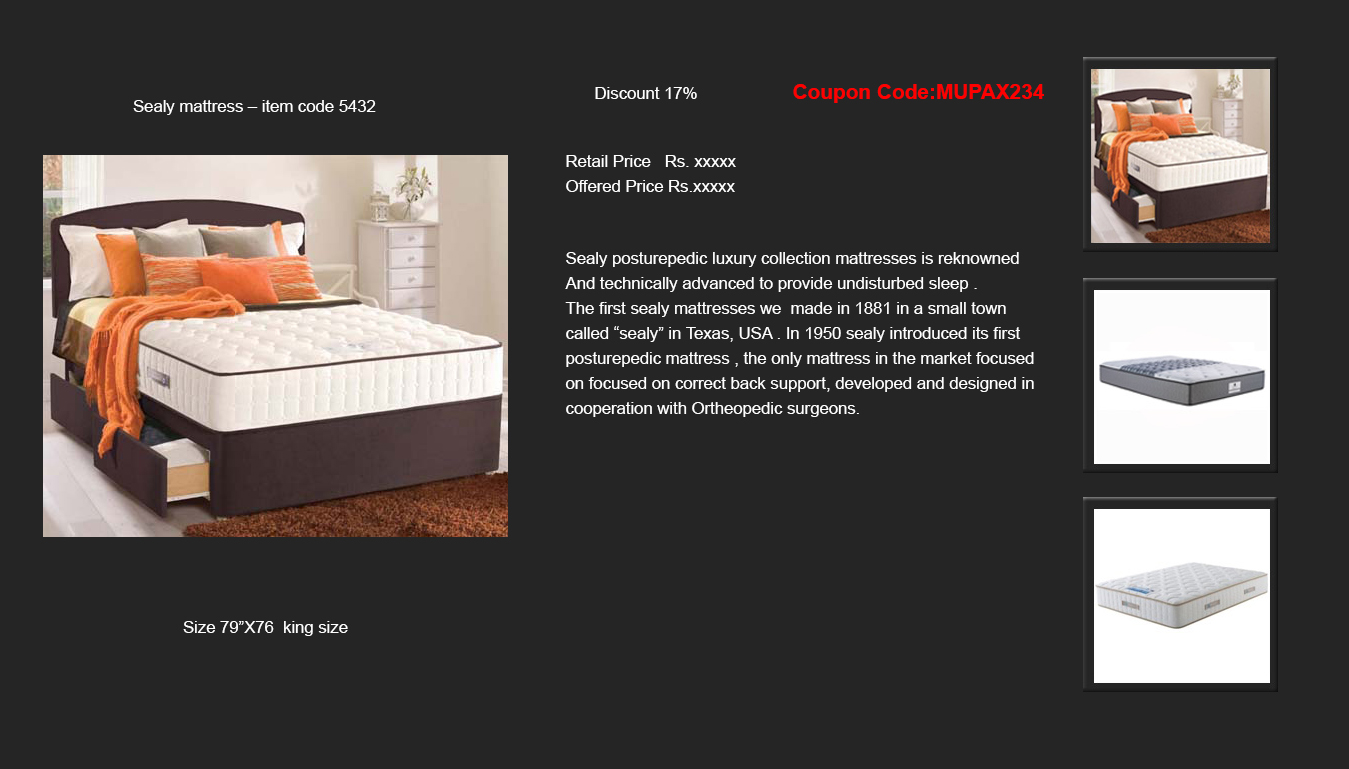 Sealy mattress – item code 5432
Discount 17%
Coupon Code:MUPAX234
Retail Price   Rs. xxxxx
Offered Price Rs.xxxxx
Sealy posturepedic luxury collection mattresses is reknowned
And technically advanced to provide undisturbed sleep .
The first sealy mattresses we  made in 1881 in a small town
called “sealy” in Texas, USA . In 1950 sealy introduced its first
posturepedic mattress , the only mattress in the market focused
on focused on correct back support, developed and designed in
cooperation with Ortheopedic surgeons.
Size 79”X76  king size